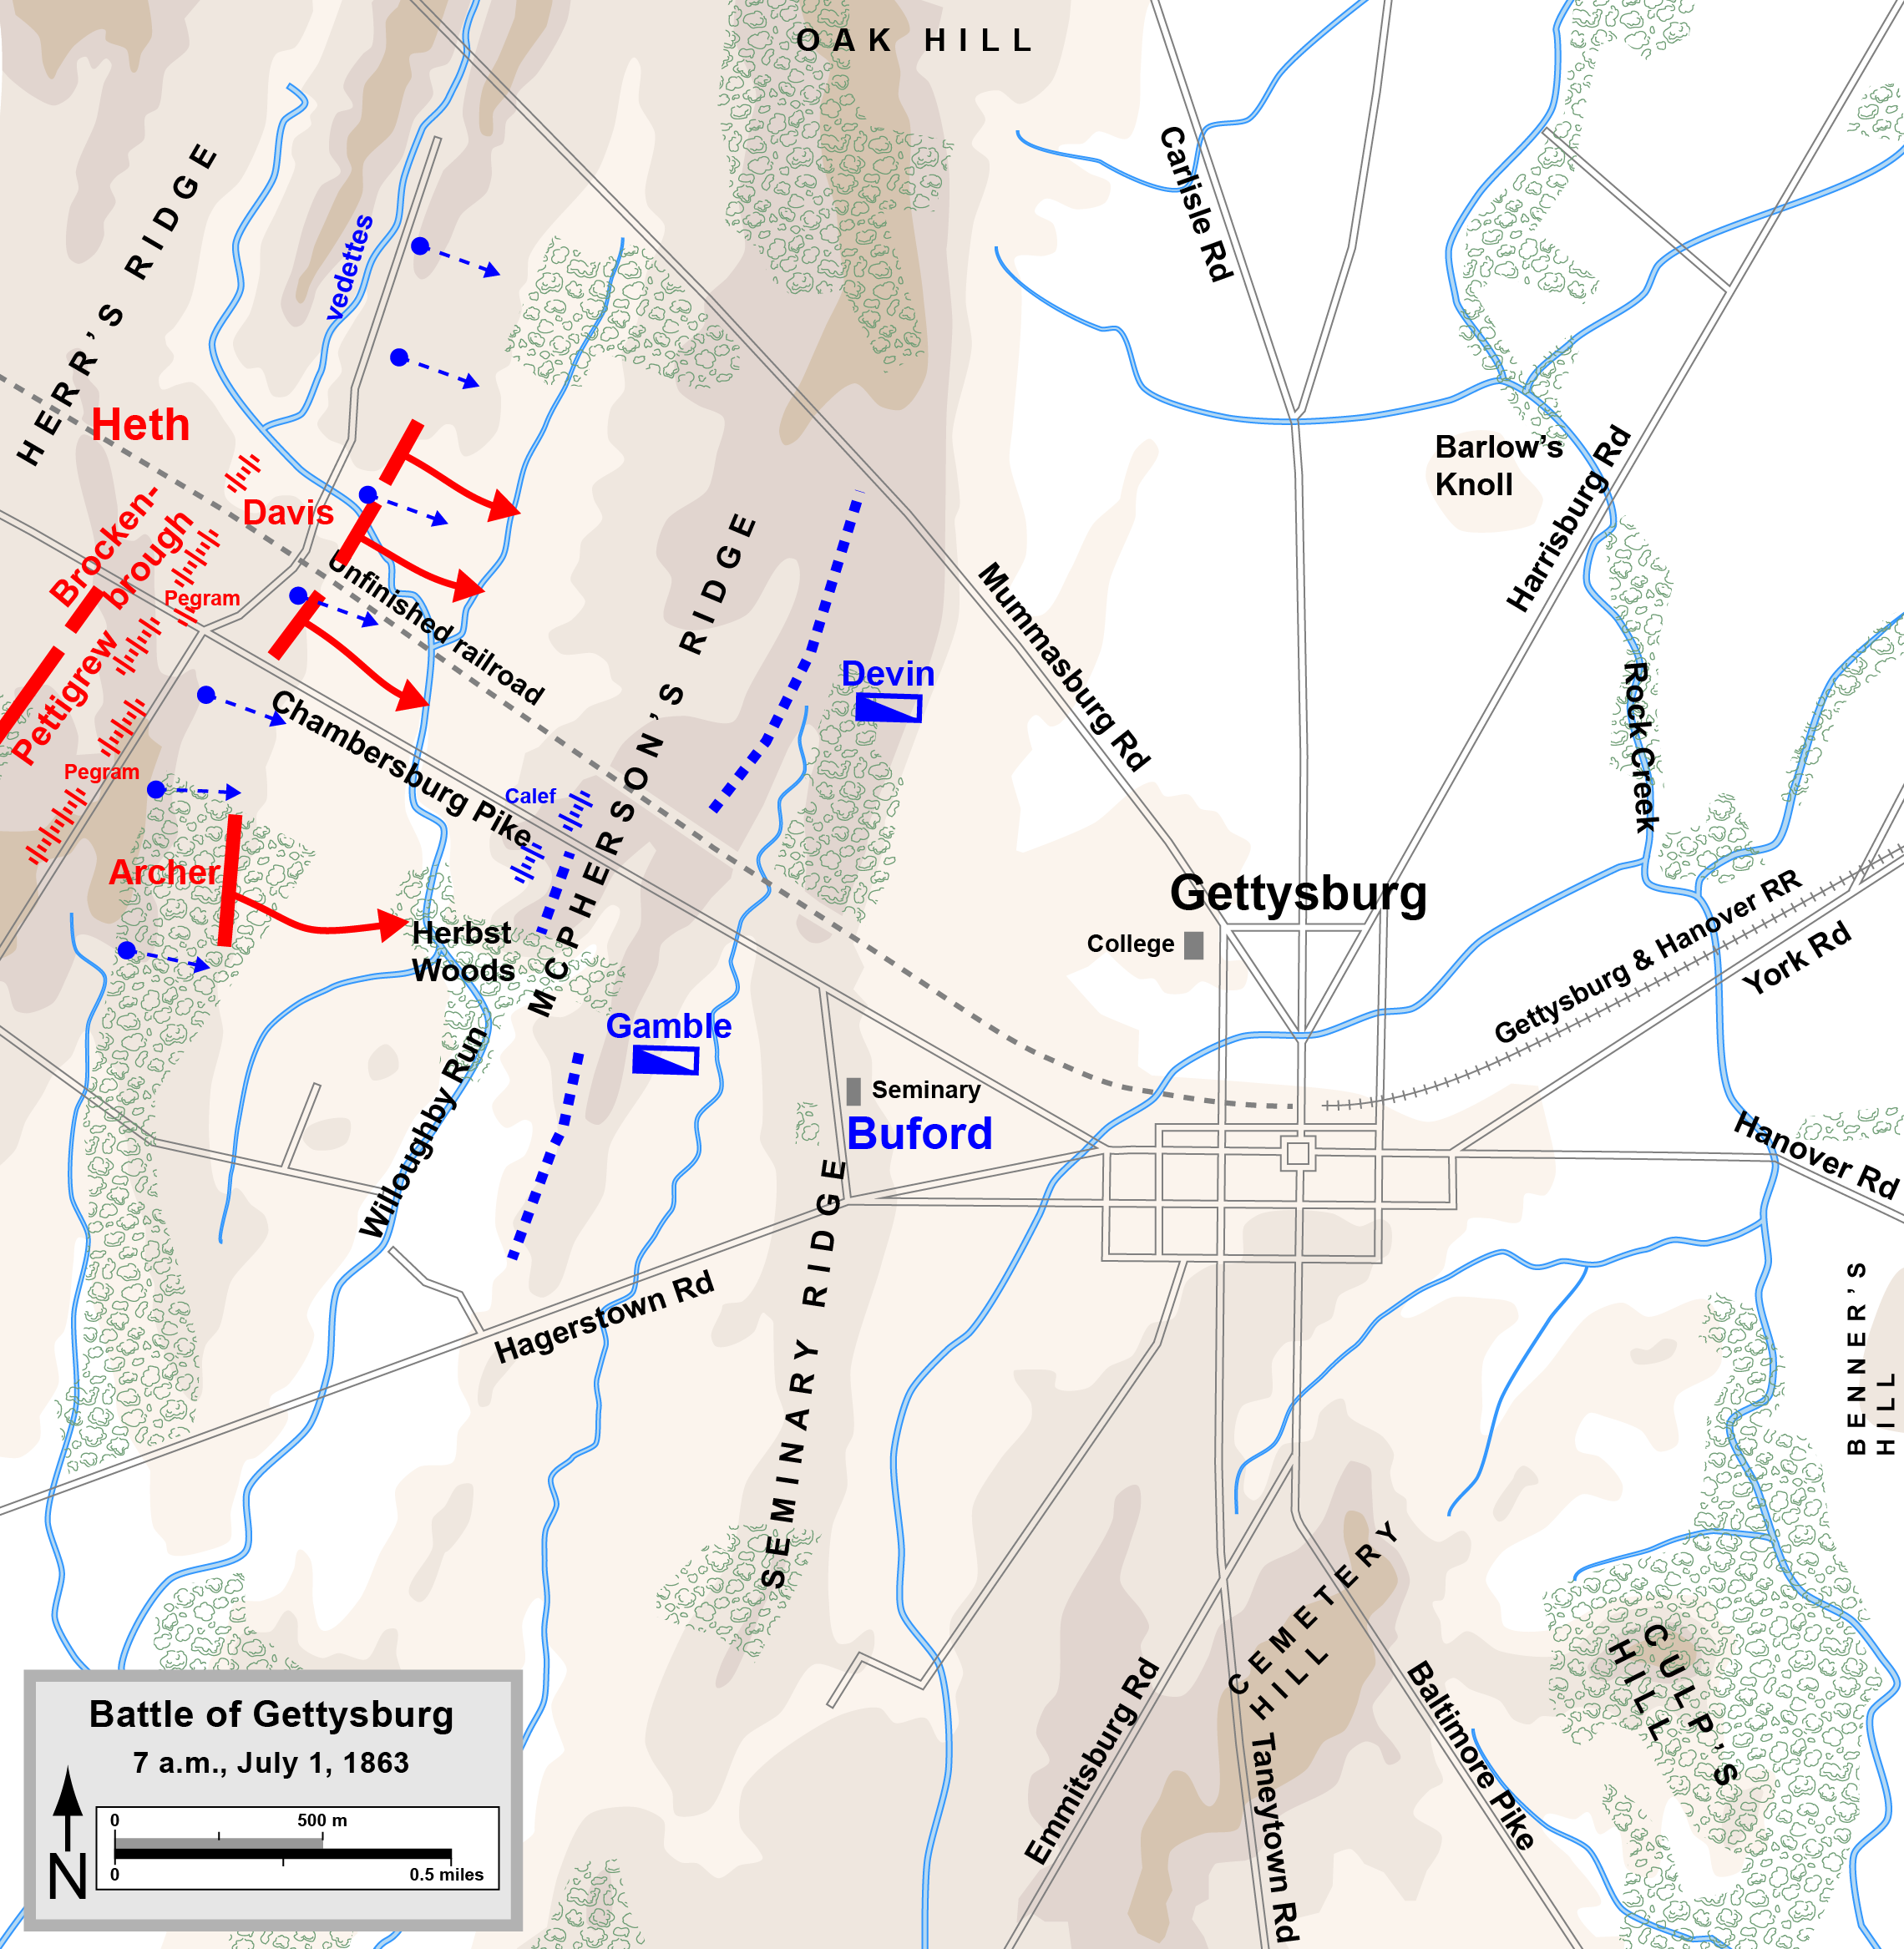 OAK HILL
HERR'S RIDGE
Carlisle Rd
vedettes
Heth
Barlow's
Knoll
Harrisburg Rd
Davis
Brocken-
brough
Pegram
Unfinished railroad
Pettigrew
MCPHERSON'S RIDGE
Mummasburg Rd
Devin
Rock Creek
Chambersburg Pike
Pegram
Calef
Archer
Gettysburg
College
Herbst
Woods
Gettysburg & Hanover RR
York Rd
Gamble
Willoughby Run
Seminary
Buford
Hanover Rd
SEMINARY RIDGE
Hagerstown Rd
BENNER'S
HILL
CEMETERY
HILL
CULP'S
HILL
Emmitsburg Rd
Taneytown Rd
Baltimore Pike
Battle of Gettysburg
7 a.m., July 1, 1863
N
0
500 m
0
0.5 miles